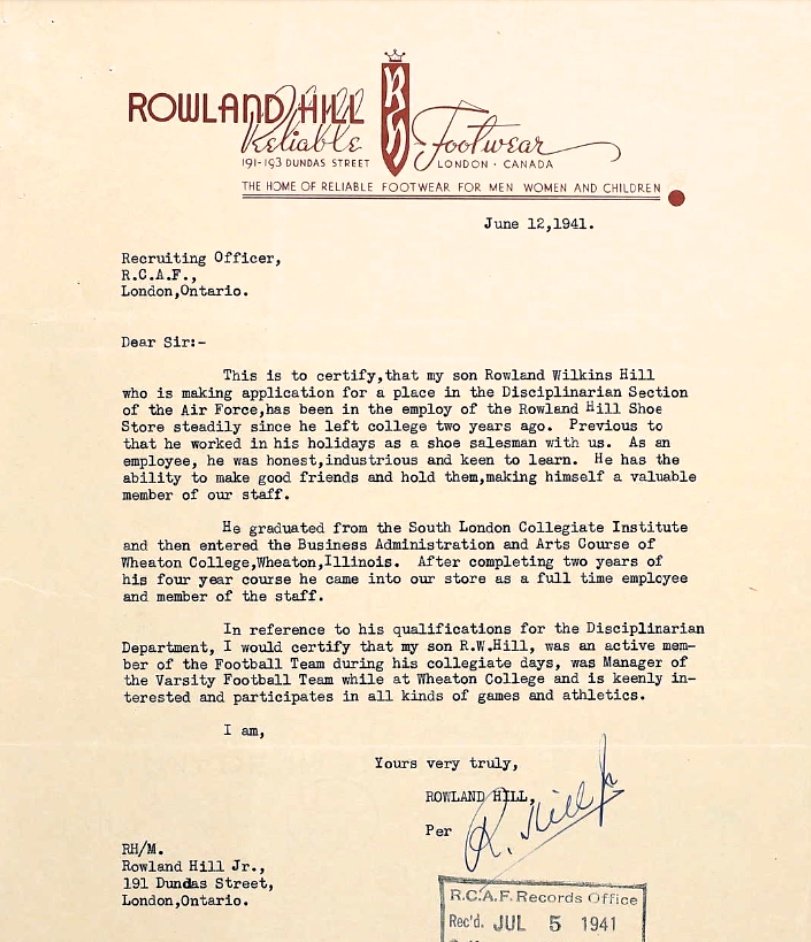 ROWLAND HILL
Reliable Footwear
RH
191-193 DUNDAS STREET LONDON · CANADA
THE HOME OF RELIABLE FOOTWEAR FOR MEN WOMEN AND CHILDREN
June 12,1941.
Recruiting Officer,
R.C.A.F.,
London,Ontario.
Dear Sir:-
This is to certify,that my son Rowland Wilkins Hill
who is making application for a place in the Disciplinarian Section
of the Air Force,has been in the employ of the Rowland Hill Shoe
Store steadily since he left college two years ago. Previous to
that he worked in his holidays as a shoe salesman with us. As an
employee, he was honest,industrious and keen to learn. He has the
ability to make good friends and hold them,making himself a valuable
member of our staff.
He graduated from the South London Collegiate Institute
and then entered the Business Administration and Arts Course of
Wheaton College,Wheaton,Illinois. After completing two years of
his four year course he came into our store as a full time employee
and member of the staff.
In reference to his qualifications for the Disciplinarian
Department, I would certify that my son R.W.Hill, was an active mem-
ber of the Football Team during his collegiate days, was Manager of
the Varsity Football Team while at Wheaton College and is keenly in-
terested and participates in all kinds of games and athletics.
I am,
Yours very truly,
ROWLAND HILL,
Per R. Hill Jr
RH/M.
Rowland Hill Jr.,
191 Dundas Street,
London,Ontario.
R.C.A.F. Records Office
Rec'd. JUL 5 1941